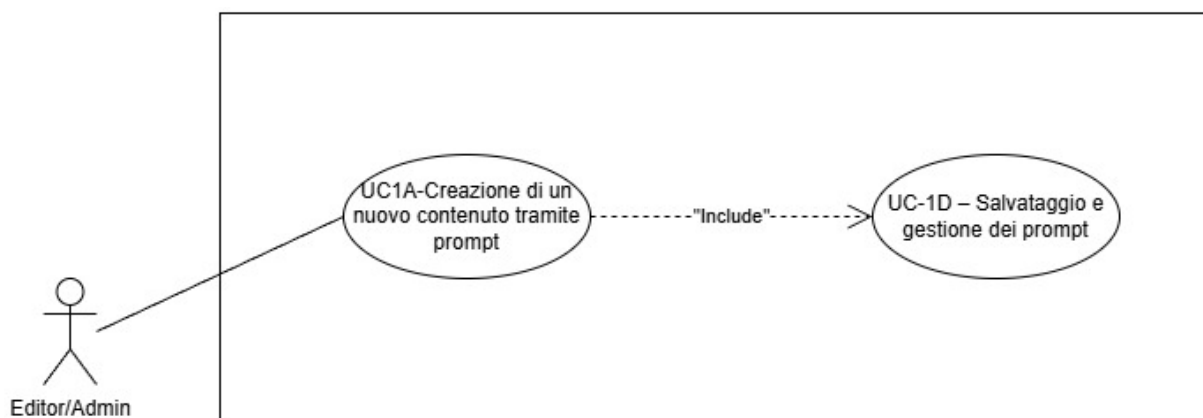 UC1A-Creazione di un
nuovo contenuto tramite
prompt
"Include"
UC-1D – Salvataggio e
gestione dei prompt
Editor/Admin